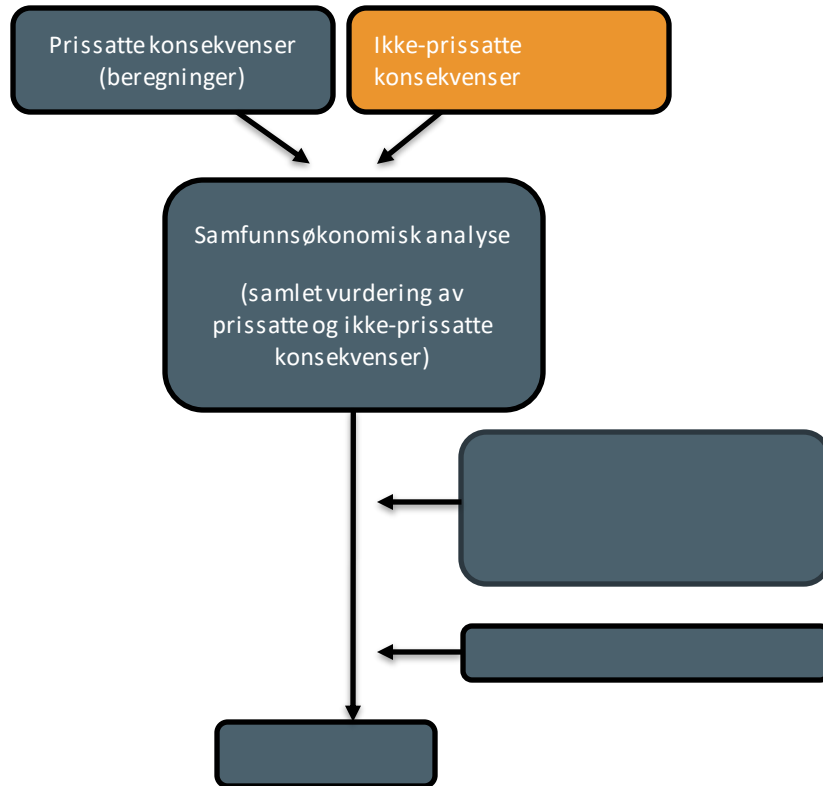 Prissatte konsekvenser
(beregninger)
Ikke-prissatte
konsekvenser
Samfunnsøkonomisk analyse
(samlet vurdering av
prissatte og ikke-prissatte
konsekvenser)